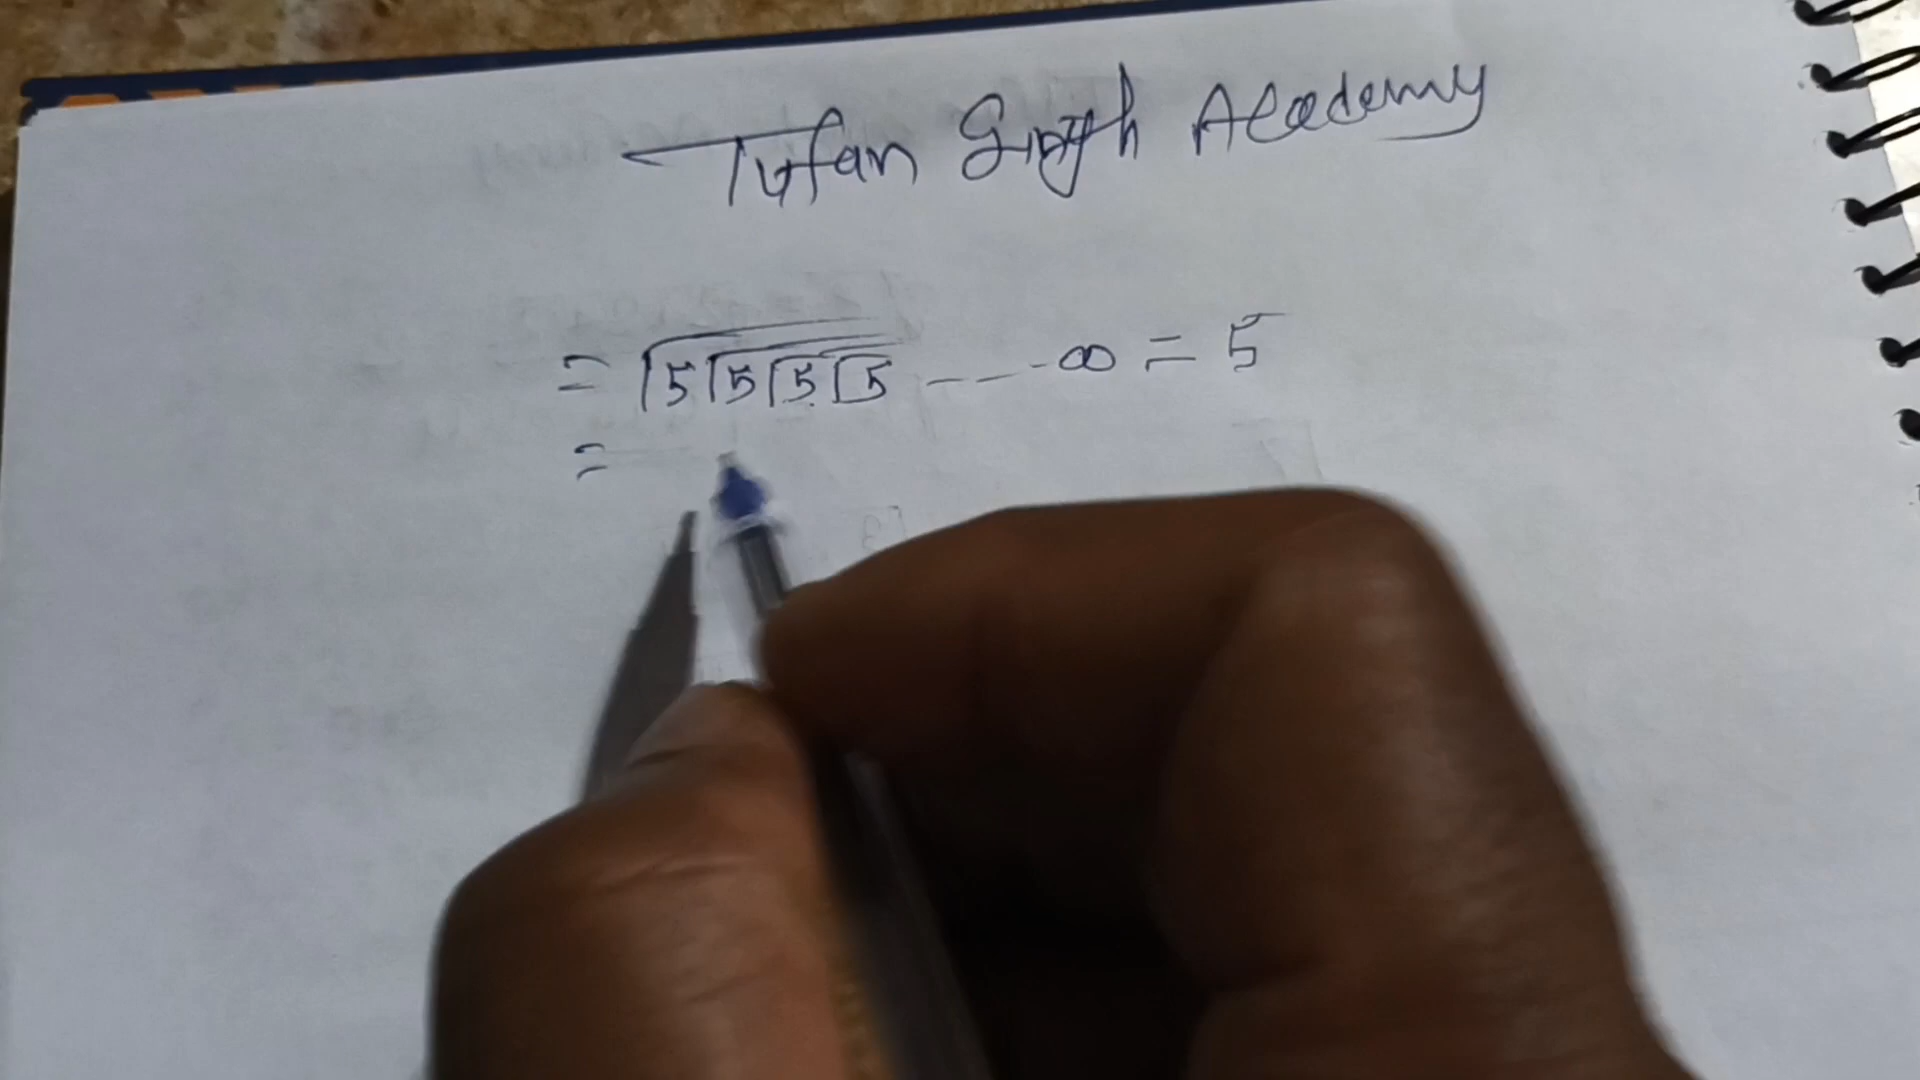 Tufan Singh Academy
= √5√5√5√5 - - - ∞ = 5
=